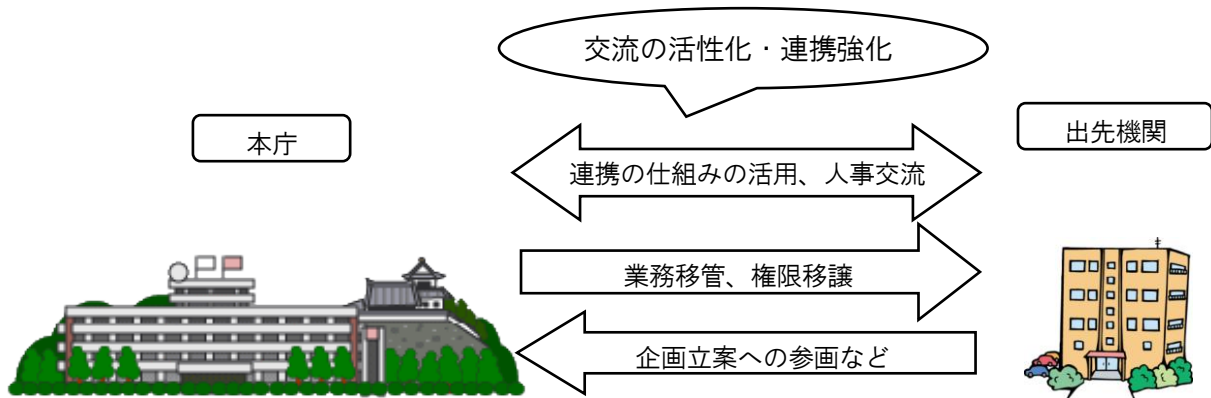 交流の活性化・連携強化
本庁
出先機関
連携の仕組みの活用、人事交流
業務移管、権限移譲
企画立案への参画など